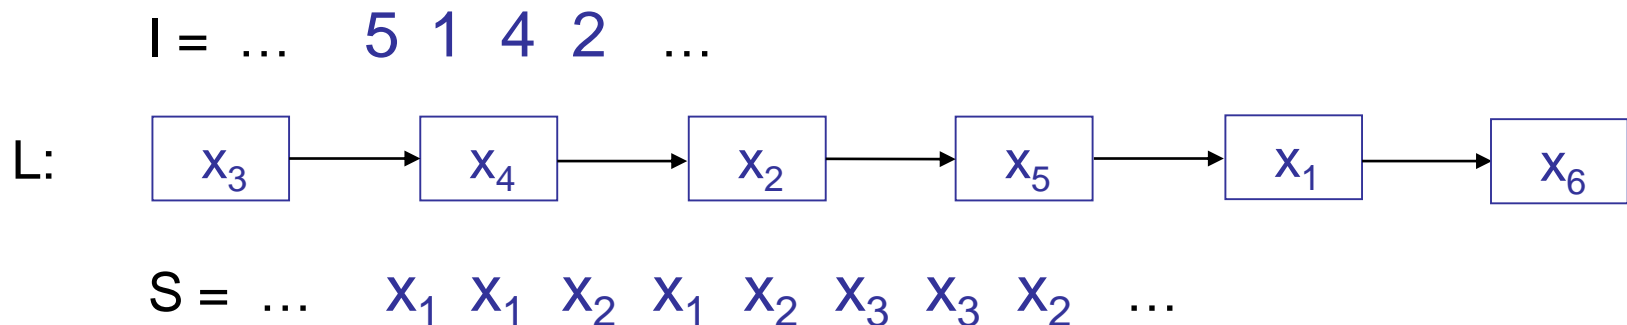 I = … 5 1 4 2 …
L: x₃ x₄ x₂ x₅ x₁ x₆
S = … x₁ x₁ x₂ x₁ x₂ x₃ x₃ x₂ …